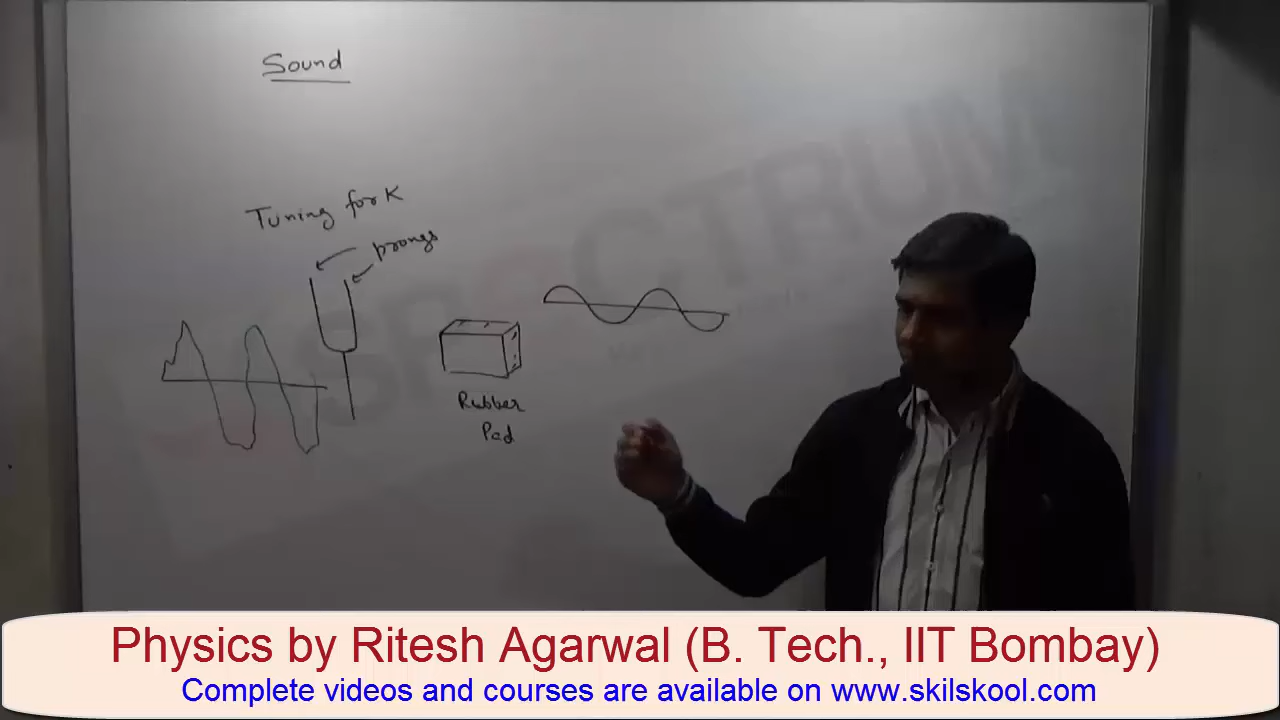 Sound
Tuning fork
prongs
Rubber
Pad
SPECTRUM
Physics by Ritesh Agarwal (B. Tech., IIT Bombay)
Complete videos and courses are available on www.skilskool.com